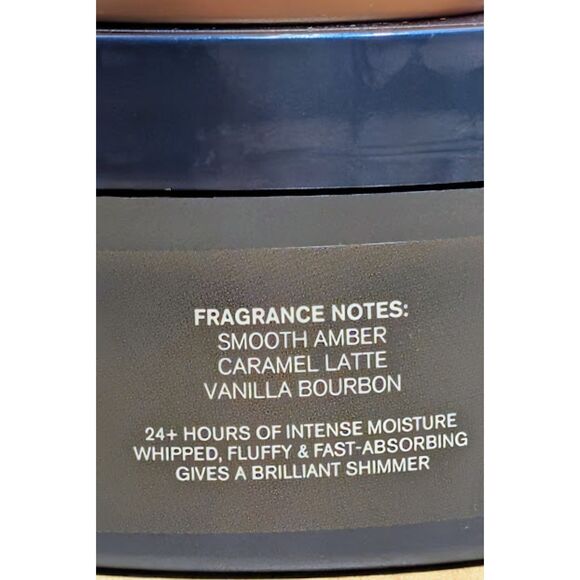 FRAGRANCE NOTES:
SMOOTH AMBER
CARAMEL LATTE
VANILLA BOURBON
24+ HOURS OF INTENSE MOISTURE
WHIPPED, FLUFFY & FAST-ABSORBING
GIVES A BRILLIANT SHIMMER